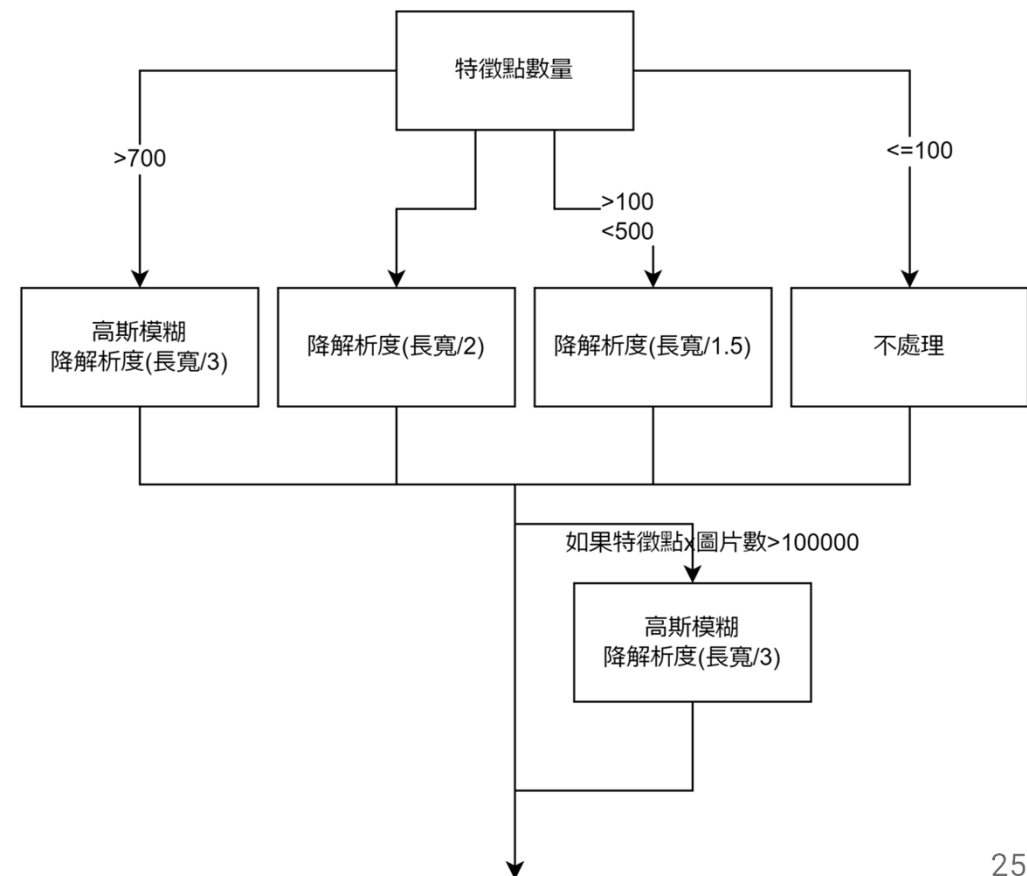 特徵點數量
>700
<=100
>100
<500
高斯模糊
降解析度(長寬/3)
降解析度(長寬/2)
降解析度(長寬/1.5)
不處理
如果特徵點x圖片數>100000
高斯模糊
降解析度(長寬/3)
25